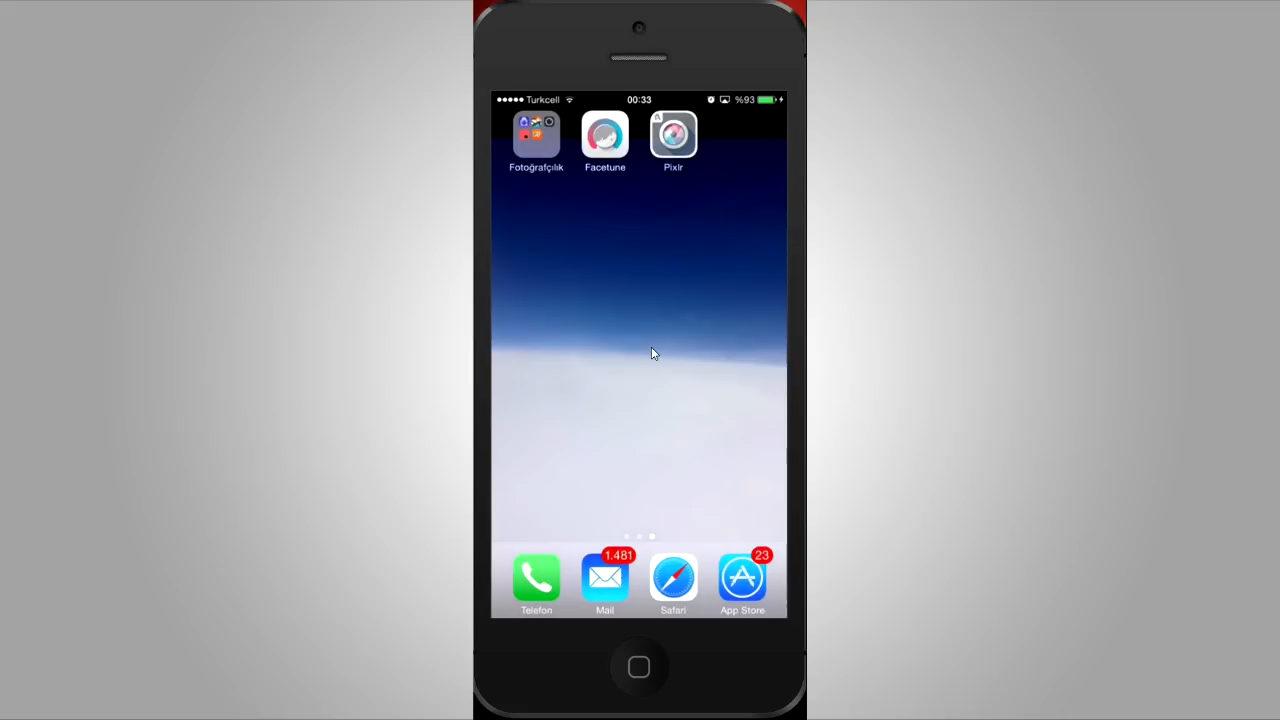 Turkcell 00:33 %93
Fotoğrafçılık Facetune Pixlr
1.481 23
Telefon Mail Safari App Store